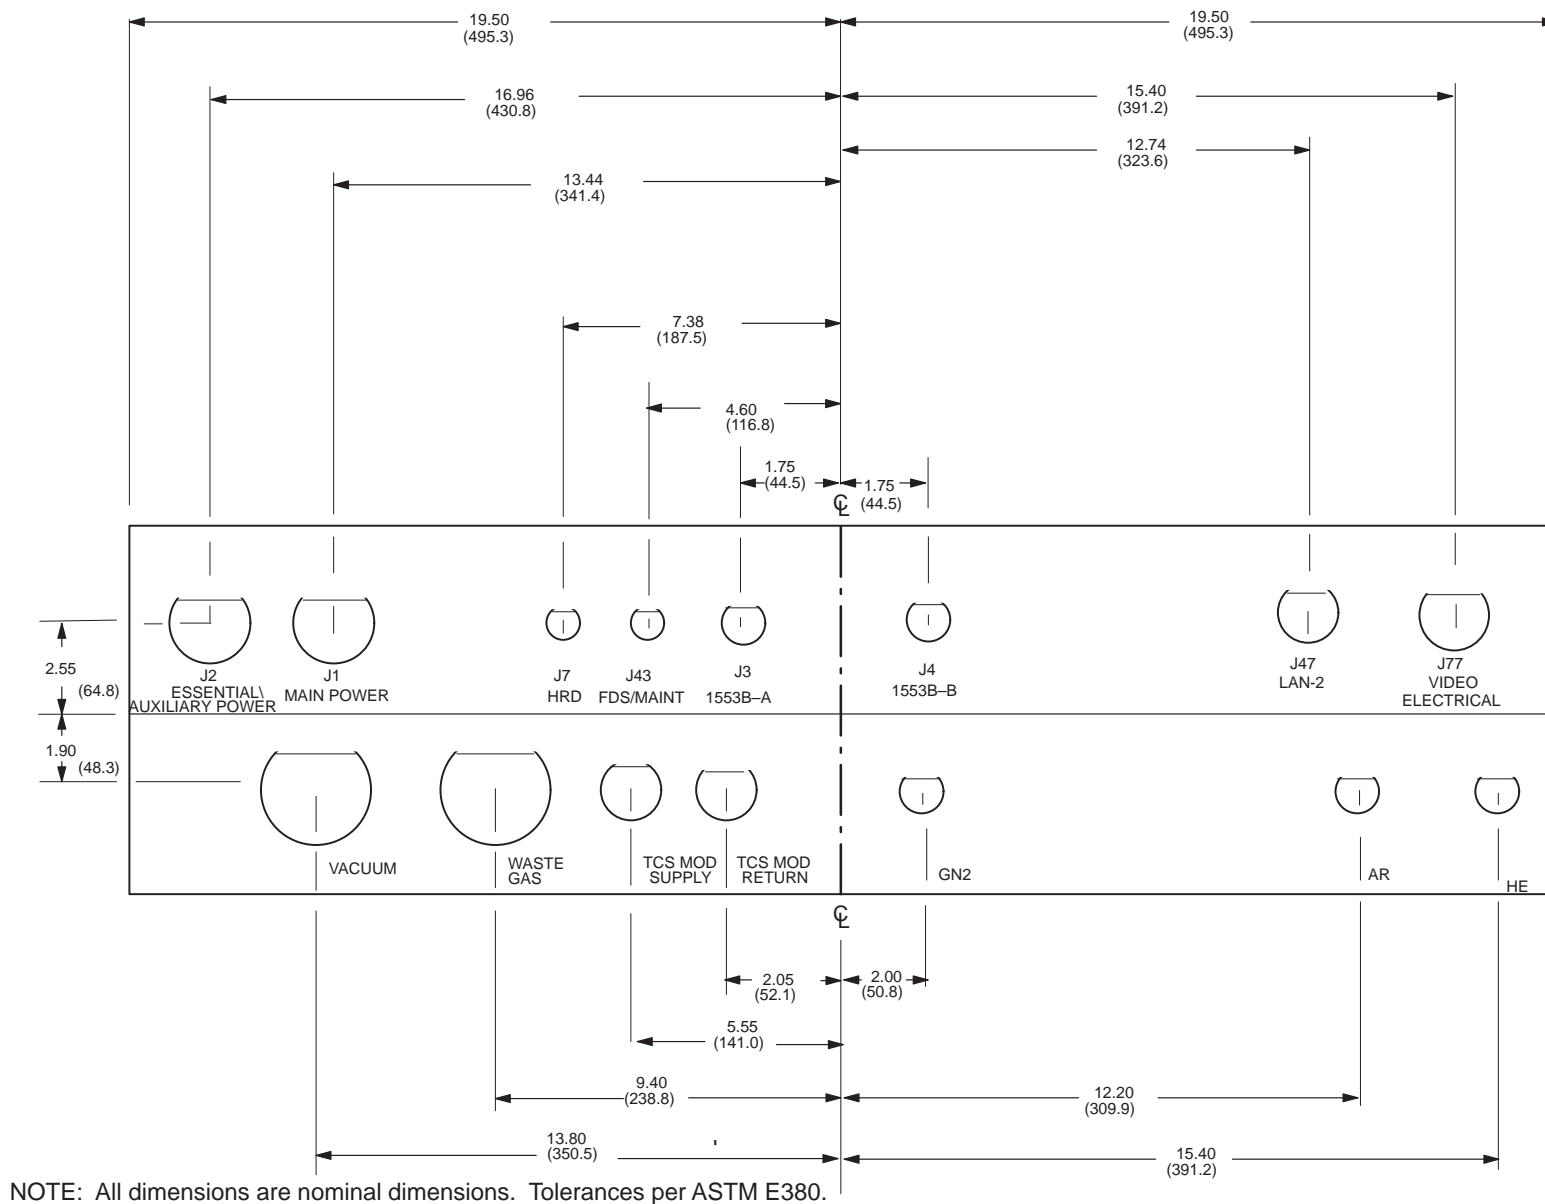 19.50
(495.3)
19.50
(495.3)
16.96
(430.8)
15.40
(391.2)
12.74
(323.6)
13.44
(341.4)
7.38
(187.5)
4.60
(116.8)
1.75
(44.5)
1.75
(44.5)
℄
2.55
(64.8)
J2
ESSENTIAL\
AUXILIARY POWER
J1
MAIN POWER
J7
HRD
J43
FDS/MAINT
J3
1553B–A
J4
1553B–B
J47
LAN-2
J77
VIDEO
ELECTRICAL
1.90
(48.3)
VACUUM
WASTE
GAS
TCS MOD
SUPPLY
TCS MOD
RETURN
GN2
AR
HE
℄
2.05
(52.1)
2.00
(50.8)
5.55
(141.0)
9.40
(238.8)
12.20
(309.9)
13.80
(350.5)
15.40
(391.2)
NOTE: All dimensions are nominal dimensions. Tolerances per ASTM E380.